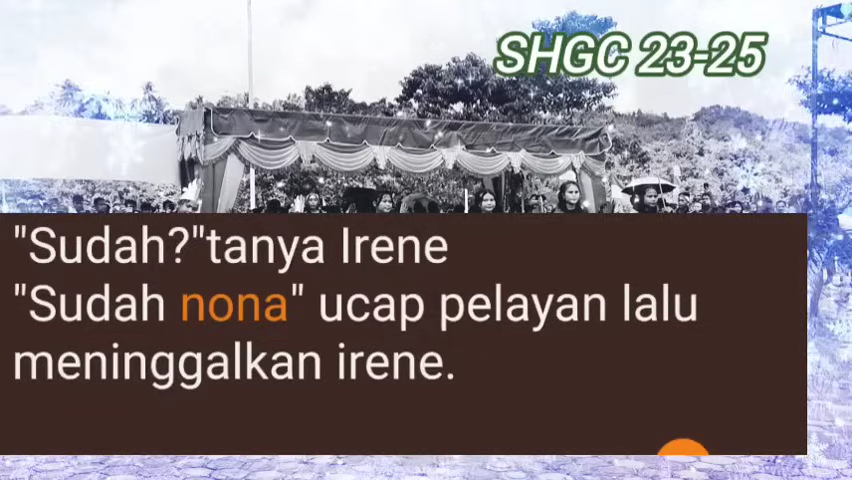 SHGC 23-25
"Sudah?"tanya Irene
"Sudah nona" ucap pelayan lalu
meninggalkan irene.